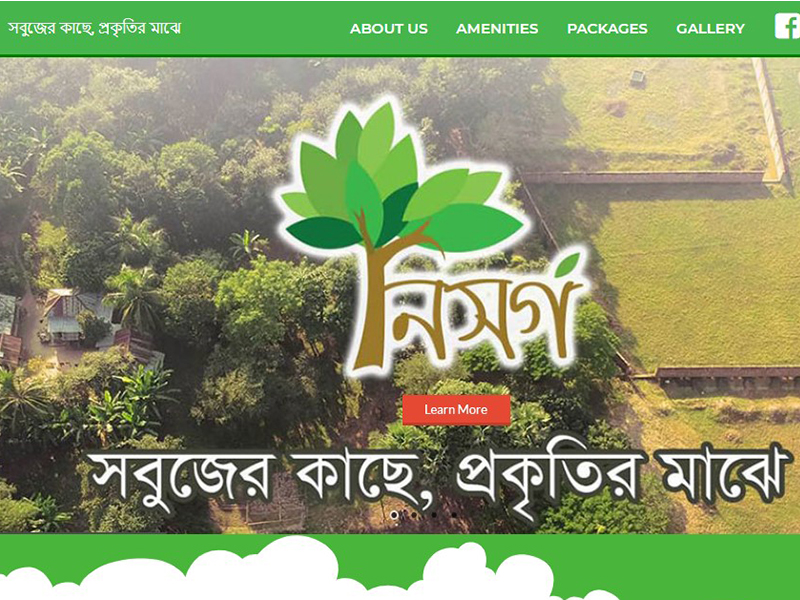 সবুজের কাছে, প্রকৃতির মাঝে
ABOUT US AMENITIES PACKAGES GALLERY
নিসর্গ
Learn More
সবুজের কাছে, প্রকৃতির মাঝে